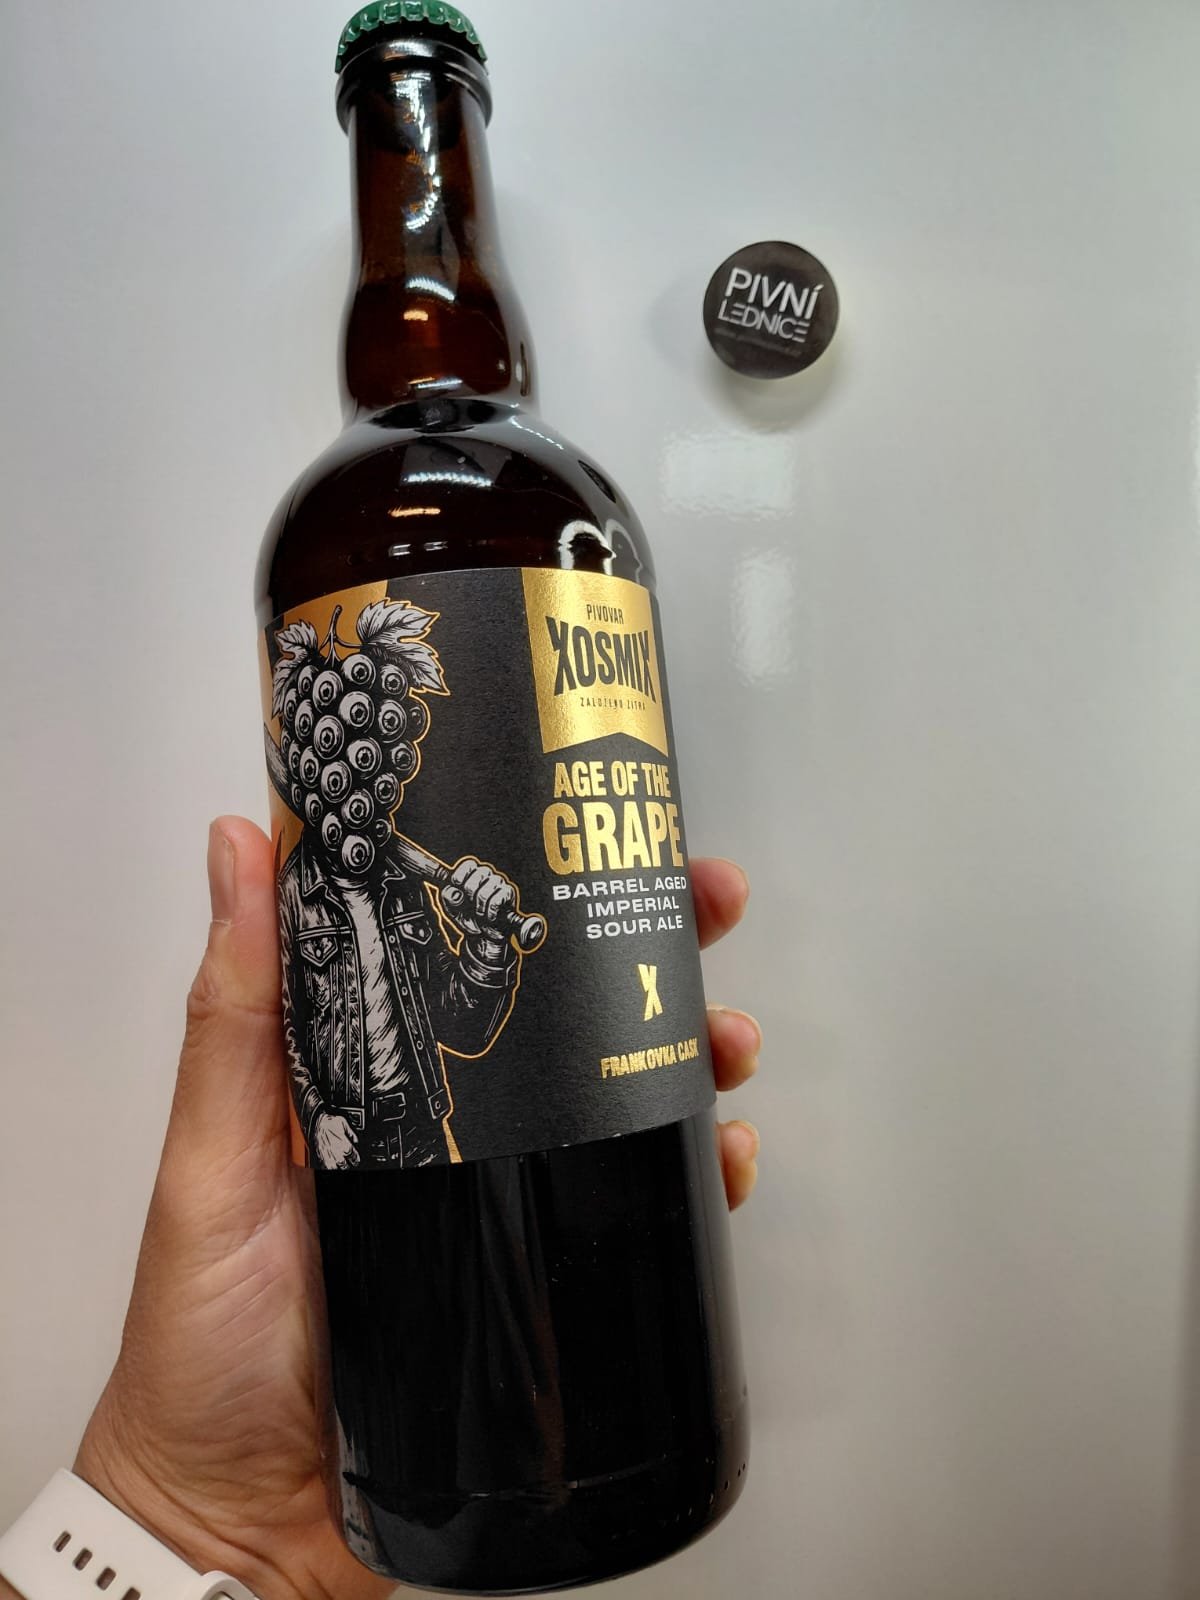 PIVNÍ
LEDNICE
PIVOVAR
XOSMIX
ZALOŽENO ZÍTRA
AGE OF THE
GRAPE
BARREL AGED
IMPERIAL
SOUR ALE
X
FRANKOVKA CASK